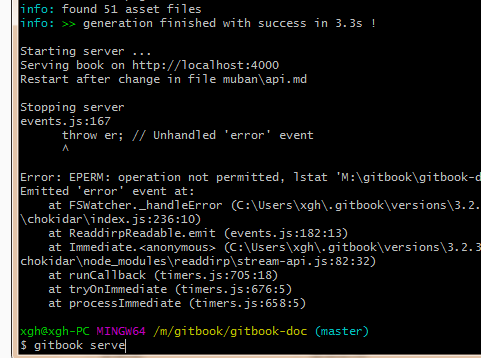 info: found 51 asset files
info: >> generation finished with success in 3.3s !
Starting server ...
Serving book on http://localhost:4000
Restart after change in file muban\api.md
Stopping server
events.js:167
throw er; // Unhandled 'error' event
^
Error: EPERM: operation not permitted, lstat 'M:\gitbook\gitbook-d
Emitted 'error' event at:
at FSWatcher._handleError (C:\Users\xgh\.gitbook\versions\3.2.
\chokidar\index.js:236:10)
at ReaddirpReadable.emit (events.js:182:13)
at Immediate.<anonymous> (C:\Users\xgh\.gitbook\versions\3.2.3
chokidar\node_modules\readdirp\stream-api.js:82:32)
at runCallback (timers.js:705:18)
at tryOnImmediate (timers.js:676:5)
at processImmediate (timers.js:658:5)
xgh@xgh-PC MINGW64 /m/gitbook/gitbook-doc (master)
$ gitbook serve